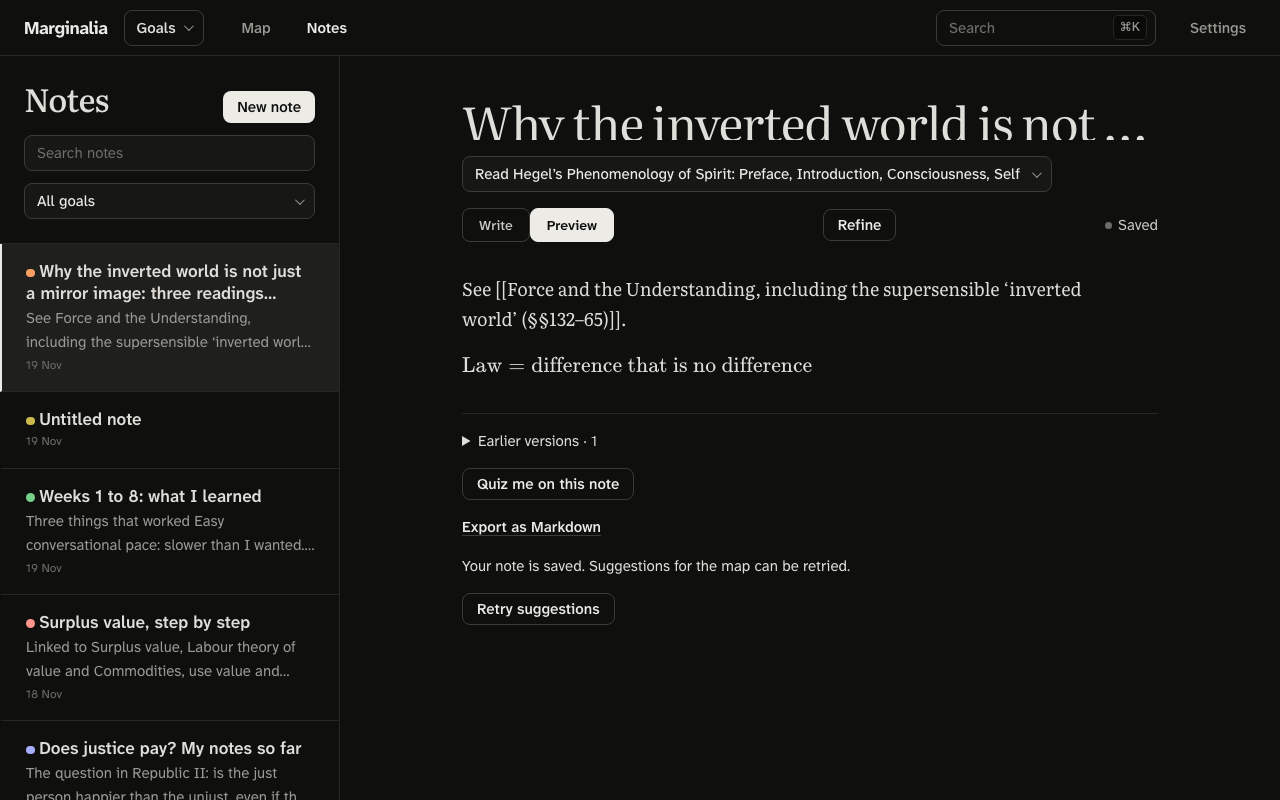 Marginalia
Goals
Map
Notes
Search
⌘K
Settings
Notes
New note
Search notes
All goals
Why the inverted world is not just
a mirror image: three readings…
See Force and the Understanding,
including the supersensible ‘inverted worl…
19 Nov
Untitled note
19 Nov
Weeks 1 to 8: what I learned
Three things that worked Easy
conversational pace: slower than I wanted.…
19 Nov
Surplus value, step by step
Linked to Surplus value, Labour theory of
value and Commodities, use value and…
18 Nov
Does justice pay? My notes so far
The question in Republic II: is the just
person happier than the unjust, even if th
Why the inverted world is not …
Read Hegel’s Phenomenology of Spirit: Preface, Introduction, Consciousness, Self
Write
Preview
Refine
Saved
See [[Force and the Understanding, including the supersensible ‘inverted
world’ (§§132–65)]].
Law = difference that is no difference
Earlier versions · 1
Quiz me on this note
Export as Markdown
Your note is saved. Suggestions for the map can be retried.
Retry suggestions